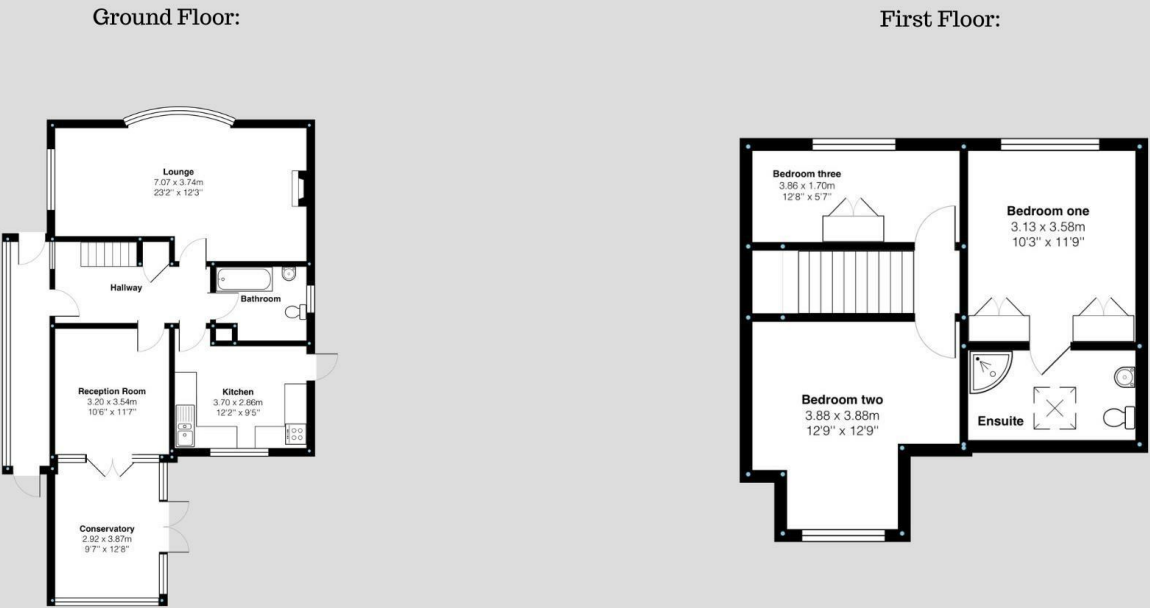 Ground Floor:
Lounge
7.07 x 3.74m
23'2" x 12'3"
Hallway
Bathroom
Reception Room
3.20 x 3.54m
10'6" x 11'7"
Kitchen
3.70 x 2.86m
12'2" x 9'5"
Conservatory
2.92 x 3.87m
9'7" x 12'8"
First Floor:
Bedroom three
3.86 x 1.70m
12'8" x 5'7"
Bedroom one
3.13 x 3.58m
10'3" x 11'9"
Bedroom two
3.88 x 3.88m
12'9" x 12'9"
Ensuite